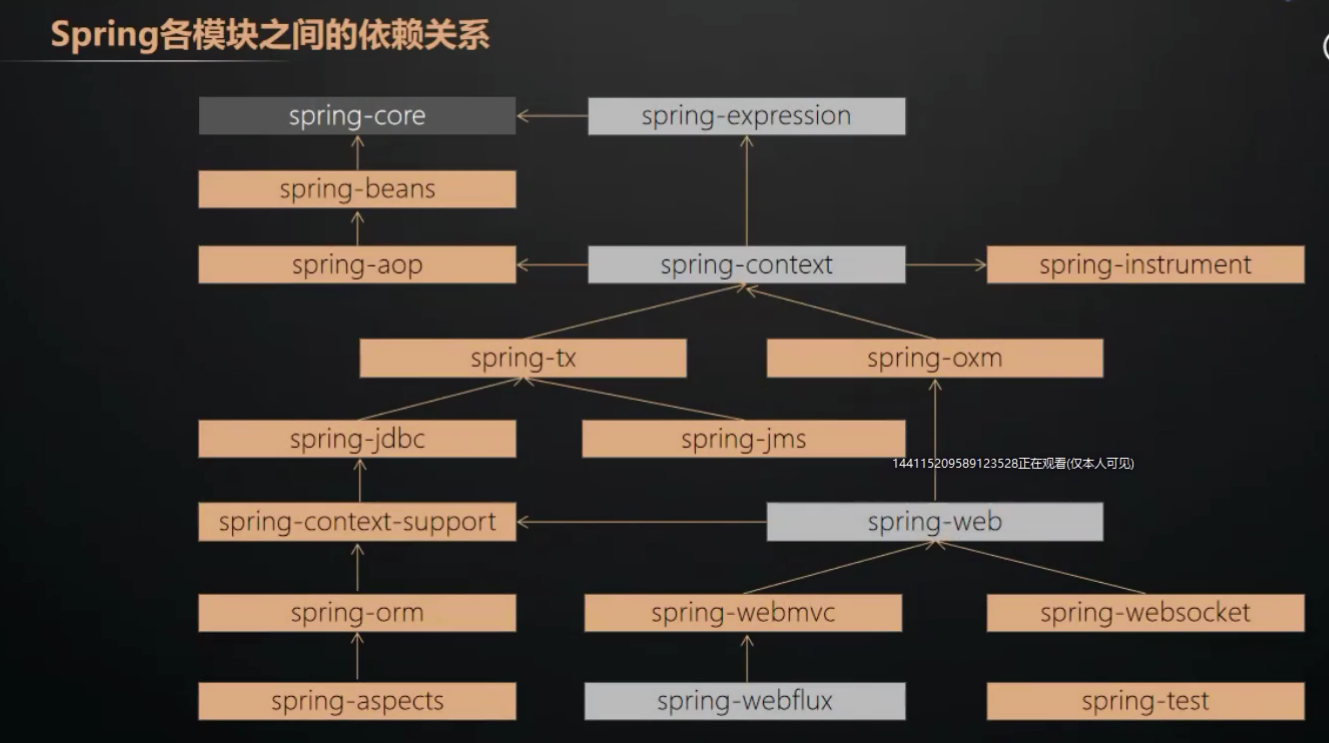 Spring各模块之间的依赖关系
spring-core
spring-expression
spring-beans
spring-aop
spring-context
spring-instrument
spring-tx
spring-oxm
spring-jdbc
spring-jms
144115209589123528正在观看(仅本人可见)
spring-context-support
spring-web
spring-orm
spring-webmvc
spring-websocket
spring-aspects
spring-webflux
spring-test